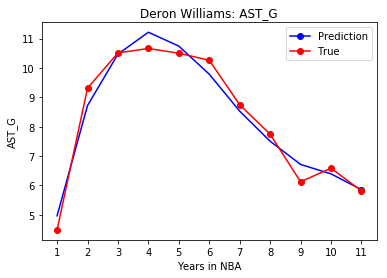 Deron Williams: AST_G
Prediction
True
AST_G
11
10
9
8
7
6
5
1 2 3 4 5 6 7 8 9 10 11
Years in NBA